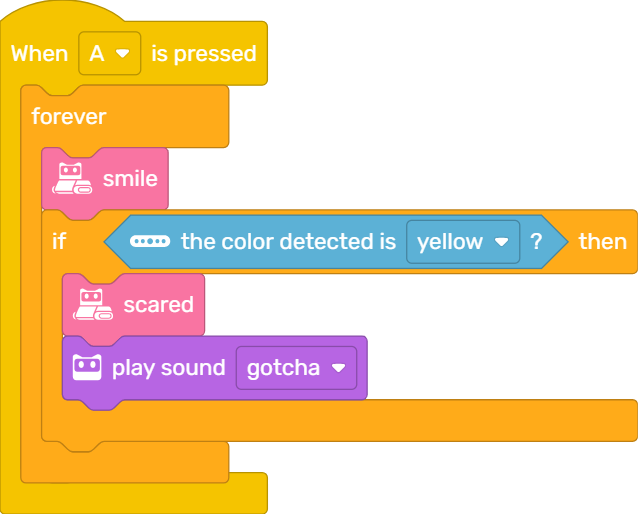 When A is pressed
forever
smile
if the color detected is yellow ? then
scared
play sound gotcha